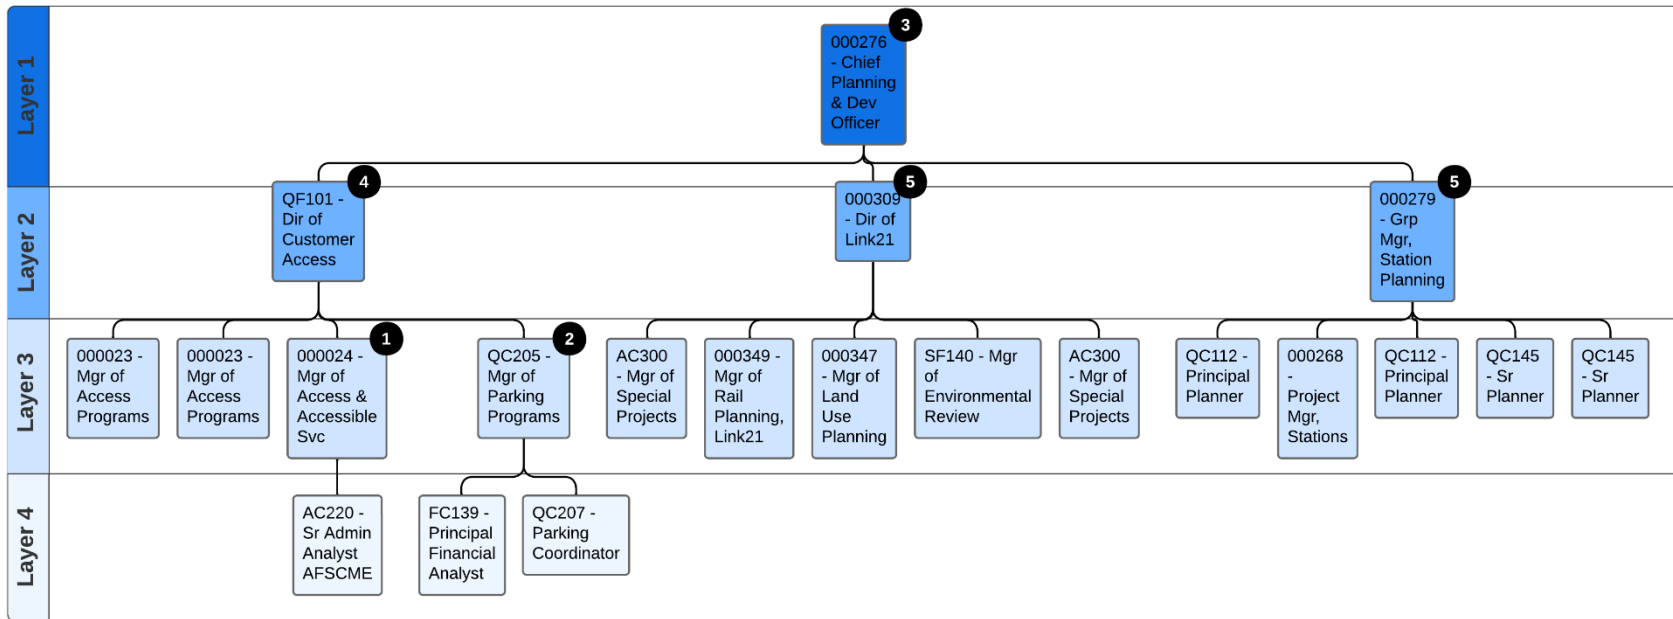 Layer 1
3
000276
- Chief
Planning
& Dev
Officer
Layer 2
4
QF101 -
Dir of
Customer
Access
5
000309
- Dir of
Link21
5
000279
- Grp
Mgr,
Station
Planning
Layer 3
000023 -
Mgr of
Access
Programs
000023 -
Mgr of
Access
Programs
1
000024 -
Mgr of
Access &
Accessible
Svc
2
QC205 -
Mgr of
Parking
Programs
AC300
- Mgr of
Special
Projects
000349 -
Mgr of
Rail
Planning,
Link21
000347
- Mgr of
Land
Use
Planning
SF140 - Mgr
of
Environmental
Review
AC300
- Mgr of
Special
Projects
QC112 -
Principal
Planner
000268
-
Project
Mgr,
Stations
QC112 -
Principal
Planner
QC145
- Sr
Planner
QC145
- Sr
Planner
Layer 4
AC220 -
Sr Admin
Analyst
AFSCME
FC139 -
Principal
Financial
Analyst
QC207 -
Parking
Coordinator